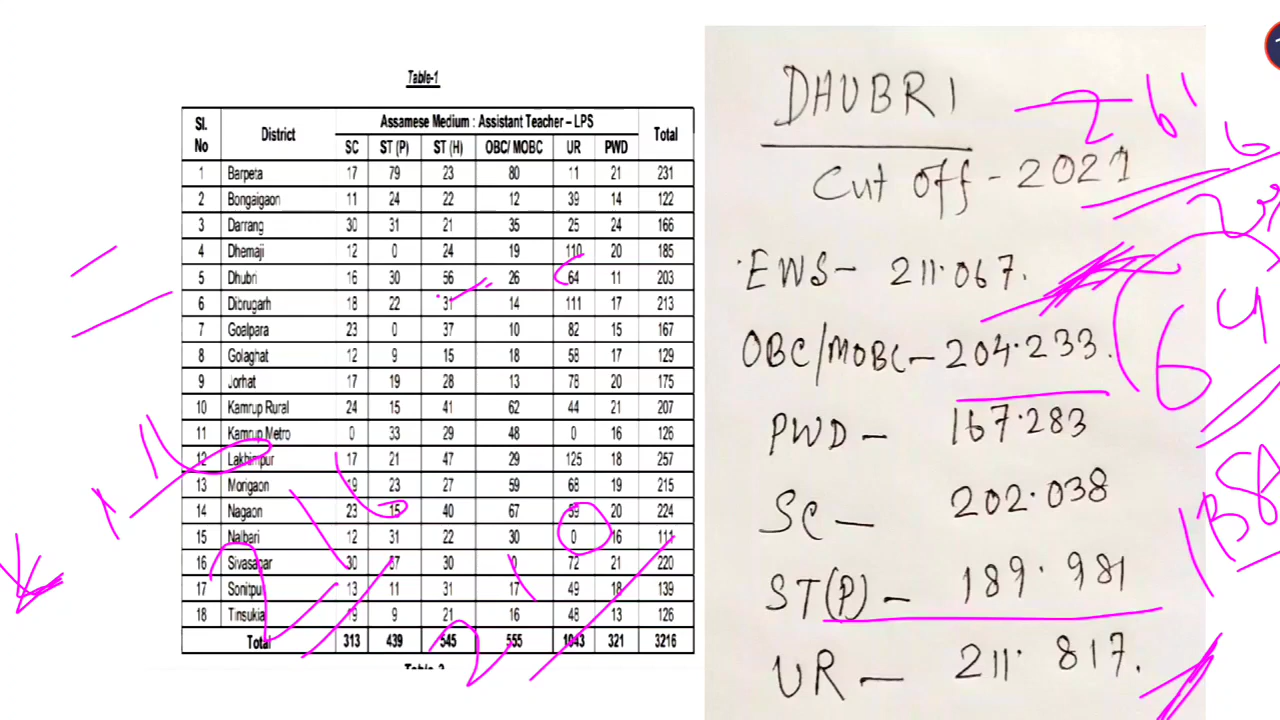 Table-1
Sl. No District Assamese Medium : Assistant Teacher – LPS Total
SC ST (P) ST (H) OBC/ MOBC UR PWD
1 Barpeta 17 79 23 80 11 21 231
2 Bongaigaon 11 24 22 12 39 14 122
3 Darrang 30 31 21 35 25 24 166
4 Dhemaji 12 0 24 19 110 20 185
5 Dhubri 16 30 56 26 64 11 203
6 Dibrugarh 18 22 31 14 111 17 213
7 Goalpara 23 0 37 10 82 15 167
8 Golaghat 12 9 15 18 58 17 129
9 Jorhat 17 19 28 13 78 20 175
10 Kamrup Rural 24 15 41 62 44 21 207
11 Kamrup Metro 0 33 29 48 0 16 126
12 Lakhimpur 17 21 47 29 125 18 257
13 Morigaon 19 23 27 59 68 19 215
14 Nagaon 23 15 40 67 59 20 224
15 Nalbari 12 31 22 30 0 16 111
16 Sivasagar 30 67 30 0 72 21 220
17 Sonitpur 13 11 31 17 49 18 139
18 Tinsukia 19 9 21 16 48 13 126
Total 313 439 545 555 1043 321 3216
DHUBRI
Cut off - 2021
EWS - 211.067.
OBC/MOBC - 204.233.
PWD - 167.283
SC - 202.038
ST(P) - 189.981
UR - 211.817.
26
64